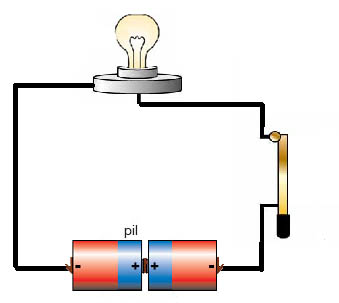 pil
- + + -